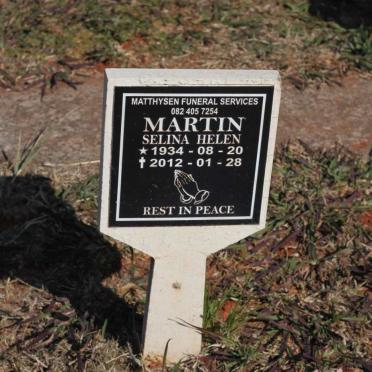 MATTHYSEN FUNERAL SERVICES
082 405 7254
MARTIN
SELINA HELEN
★ 1934 - 08 - 20
✝ 2012 - 01 - 28
REST IN PEACE